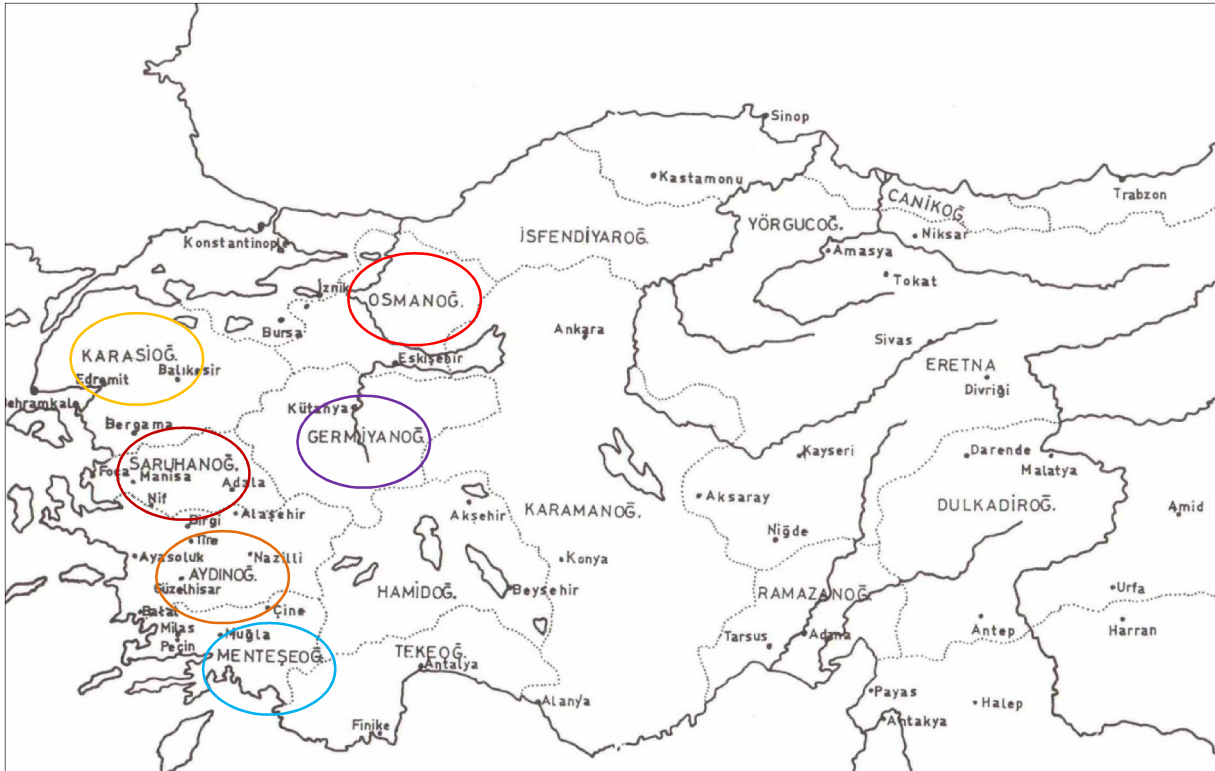 Sinop
Kastamonu
Trabzon
CANİKOĞ.
YÖRGUCOĞ.
İSFENDİYAROĞ.
Niksar
Konstantinople
Amasya
Tokat
İznik
OSMANOĞ.
Bursa
Ankara
Sivas
ERETNA
KARASİOĞ.
Eskişehir
Divriği
Edremit
Balıkesir
Behramkale
Kütahya
Bergama
GERMİYANOĞ.
Kayseri
Darende
Malatya
SARUHANOĞ.
Foça
Manisa
Adala
Nif
Aksaray
Akşehir
KARAMANOĞ.
DULKADİROĞ.
Amid
Alaşehir
Birgi
Tire
Niğde
Ayasoluk
Nazilli
Konya
AYDINOĞ.
Güzelhisar
HAMİDOĞ.
Beyşehir
RAMAZANOĞ.
Urfa
Balat
Çine
Milas
Muğla
Antep
Harran
Peçin
Tarsus
Adana
MENTEŞEOĞ.
TEKEOĞ.
Antalya
Payas
Alanya
Halep
Antakya
Finike